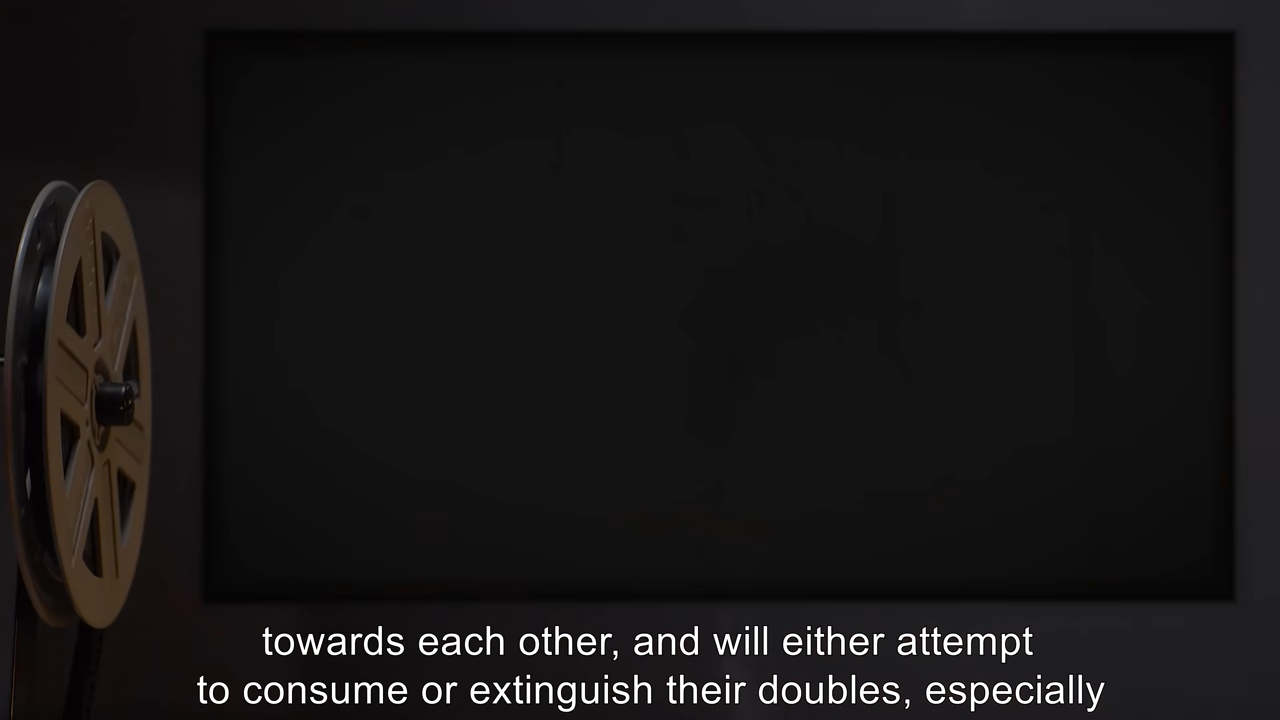 towards each other, and will either attempt
to consume or extinguish their doubles, especially